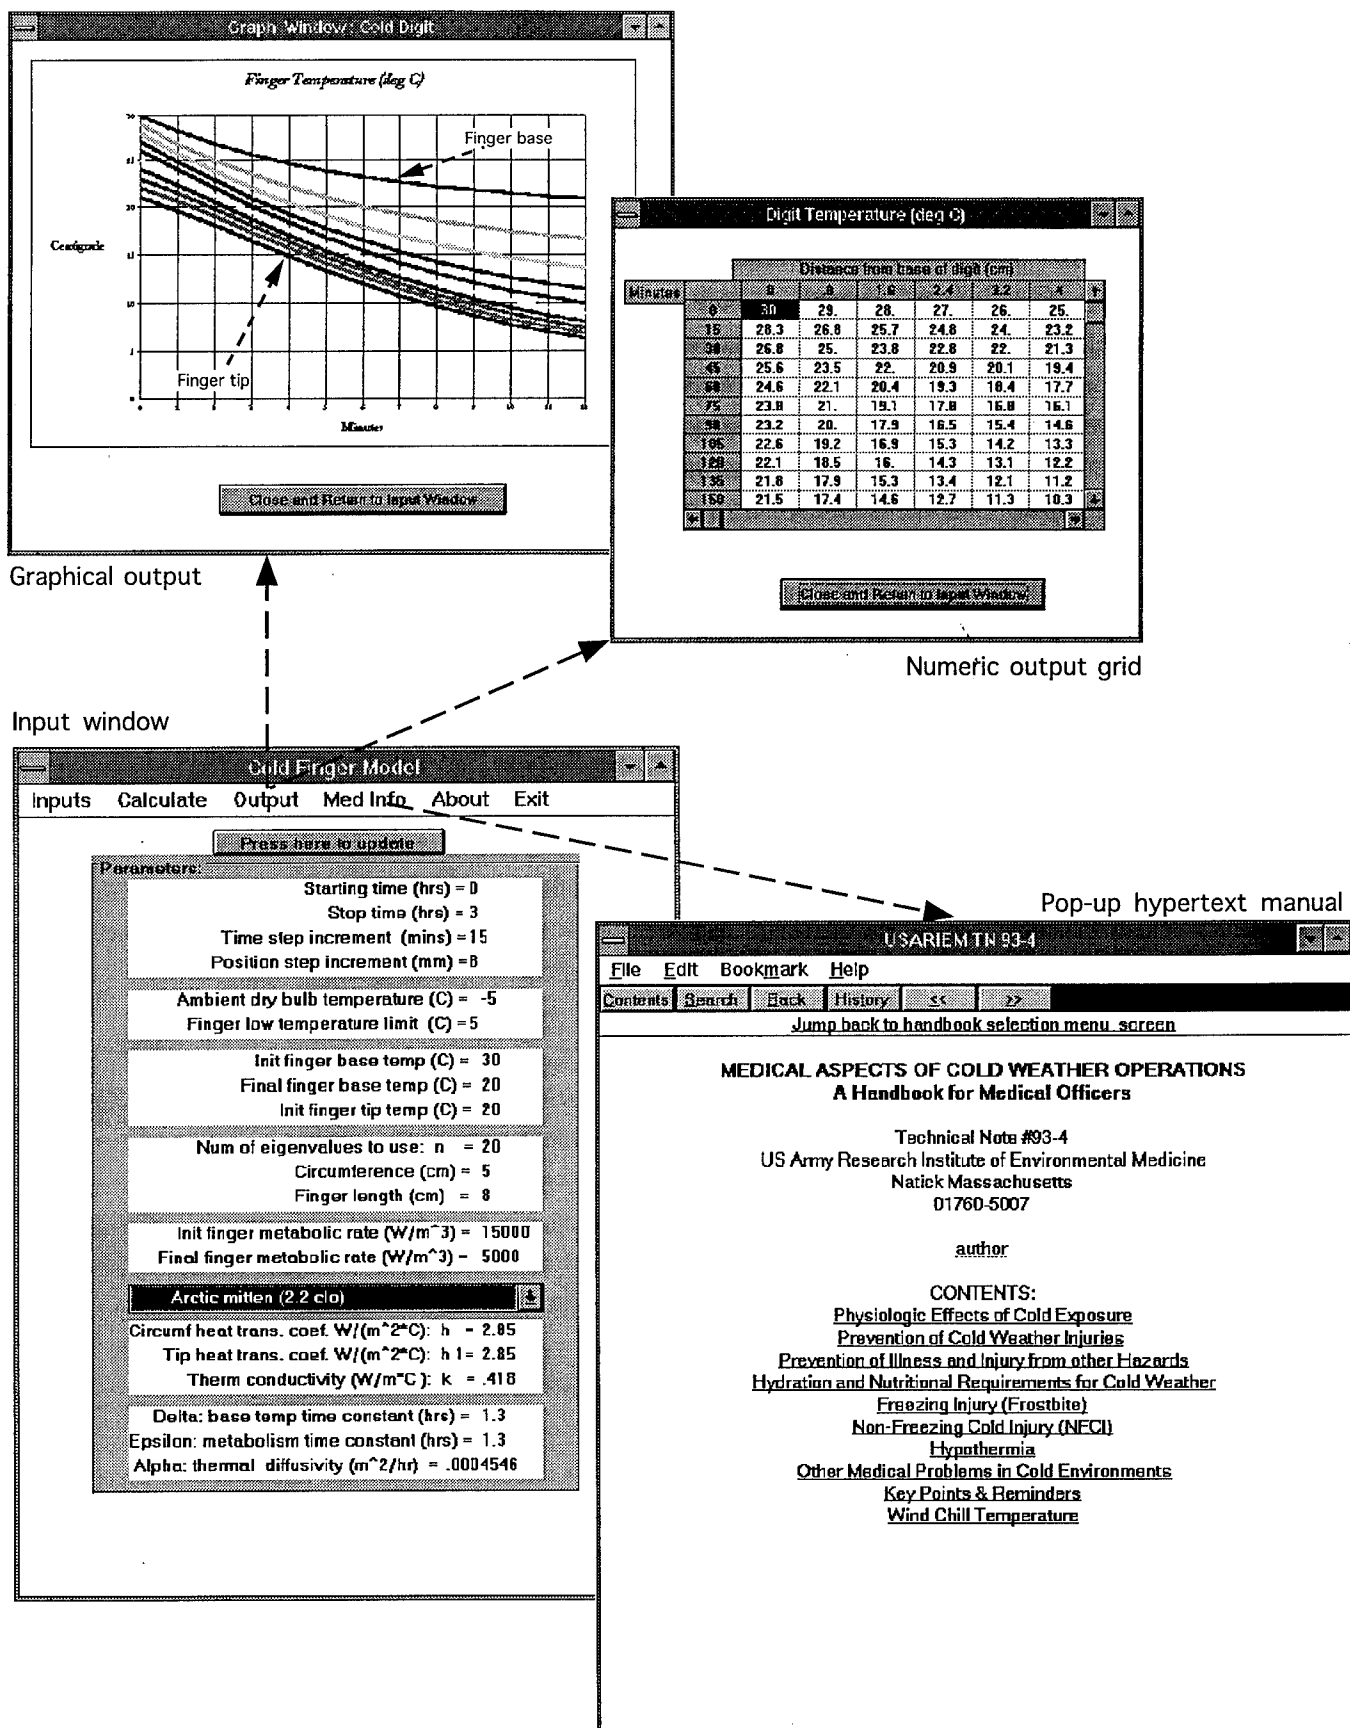 Graph Window: Cold Digit
Finger Temperature (deg C)
Finger base
Centigrade
Finger tip
Minutes
Close and Return to Input Window
Graphical output
Digit Temperature (deg C)
Distance from base of digit (cm)
Minutes 0 .8 1.6 2.4 3.2 4
0 30 29. 28. 27. 26. 25.
15 28.3 26.8 25.7 24.8 24. 23.2
30 26.8 25. 23.8 22.8 22. 21.3
45 25.6 23.5 22. 20.9 20.1 19.4
60 24.6 22.1 20.4 19.3 18.4 17.7
75 23.8 21. 19.1 17.8 16.8 16.1
90 23.2 20. 17.9 16.5 15.4 14.6
105 22.6 19.2 16.9 15.3 14.2 13.3
120 22.1 18.5 16. 14.3 13.1 12.2
135 21.8 17.9 15.3 13.4 12.1 11.2
150 21.5 17.4 14.6 12.7 11.3 10.3
Close and Return to Input Window
Numeric output grid
Input window
Cold Finger Model
Inputs Calculate Output Med Info About Exit
Press here to update
Parameters:
Starting time (hrs) = 0
Stop time (hrs) = 3
Time step increment (mins) =15
Position step increment (mm) =8
Ambient dry bulb temperature (C) = -5
Finger low temperature limit (C) =5
Init finger base temp (C) = 30
Final finger base temp (C) = 20
Init finger tip temp (C) = 20
Num of eigenvalues to use: n = 20
Circumference (cm) = 5
Finger length (cm) = 8
Init finger metabolic rate (W/m^3) = 15000
Final finger metabolic rate (W/m^3) = 5000
Arctic mitten (2.2 clo)
Circumf heat trans. coef. W/(m^2*C): h = 2.85
Tip heat trans. coef. W/(m^2*C): h1= 2.85
Therm conductivity (W/m*C ): k = .418
Delta: base temp time constant (hrs) = 1.3
Epsilon: metabolism time constant (hrs) = 1.3
Alpha: thermal diffusivity (m^2/hr) = .0004546
Pop-up hypertext manual
USARIEM TN 93-4
File Edit Bookmark Help
Contents Search Back History << >>
Jump back to handbook selection menu screen
MEDICAL ASPECTS OF COLD WEATHER OPERATIONS
A Handbook for Medical Officers
Technical Note #93-4
US Army Research Institute of Environmental Medicine
Natick Massachusetts
01760-5007
author
CONTENTS:
Physiologic Effects of Cold Exposure
Prevention of Cold Weather Injuries
Prevention of Illness and Injury from other Hazards
Hydration and Nutritional Requirements for Cold Weather
Freezing Injury (Frostbite)
Non-Freezing Cold Injury (NFCI)
Hypothermia
Other Medical Problems in Cold Environments
Key Points & Reminders
Wind Chill Temperature